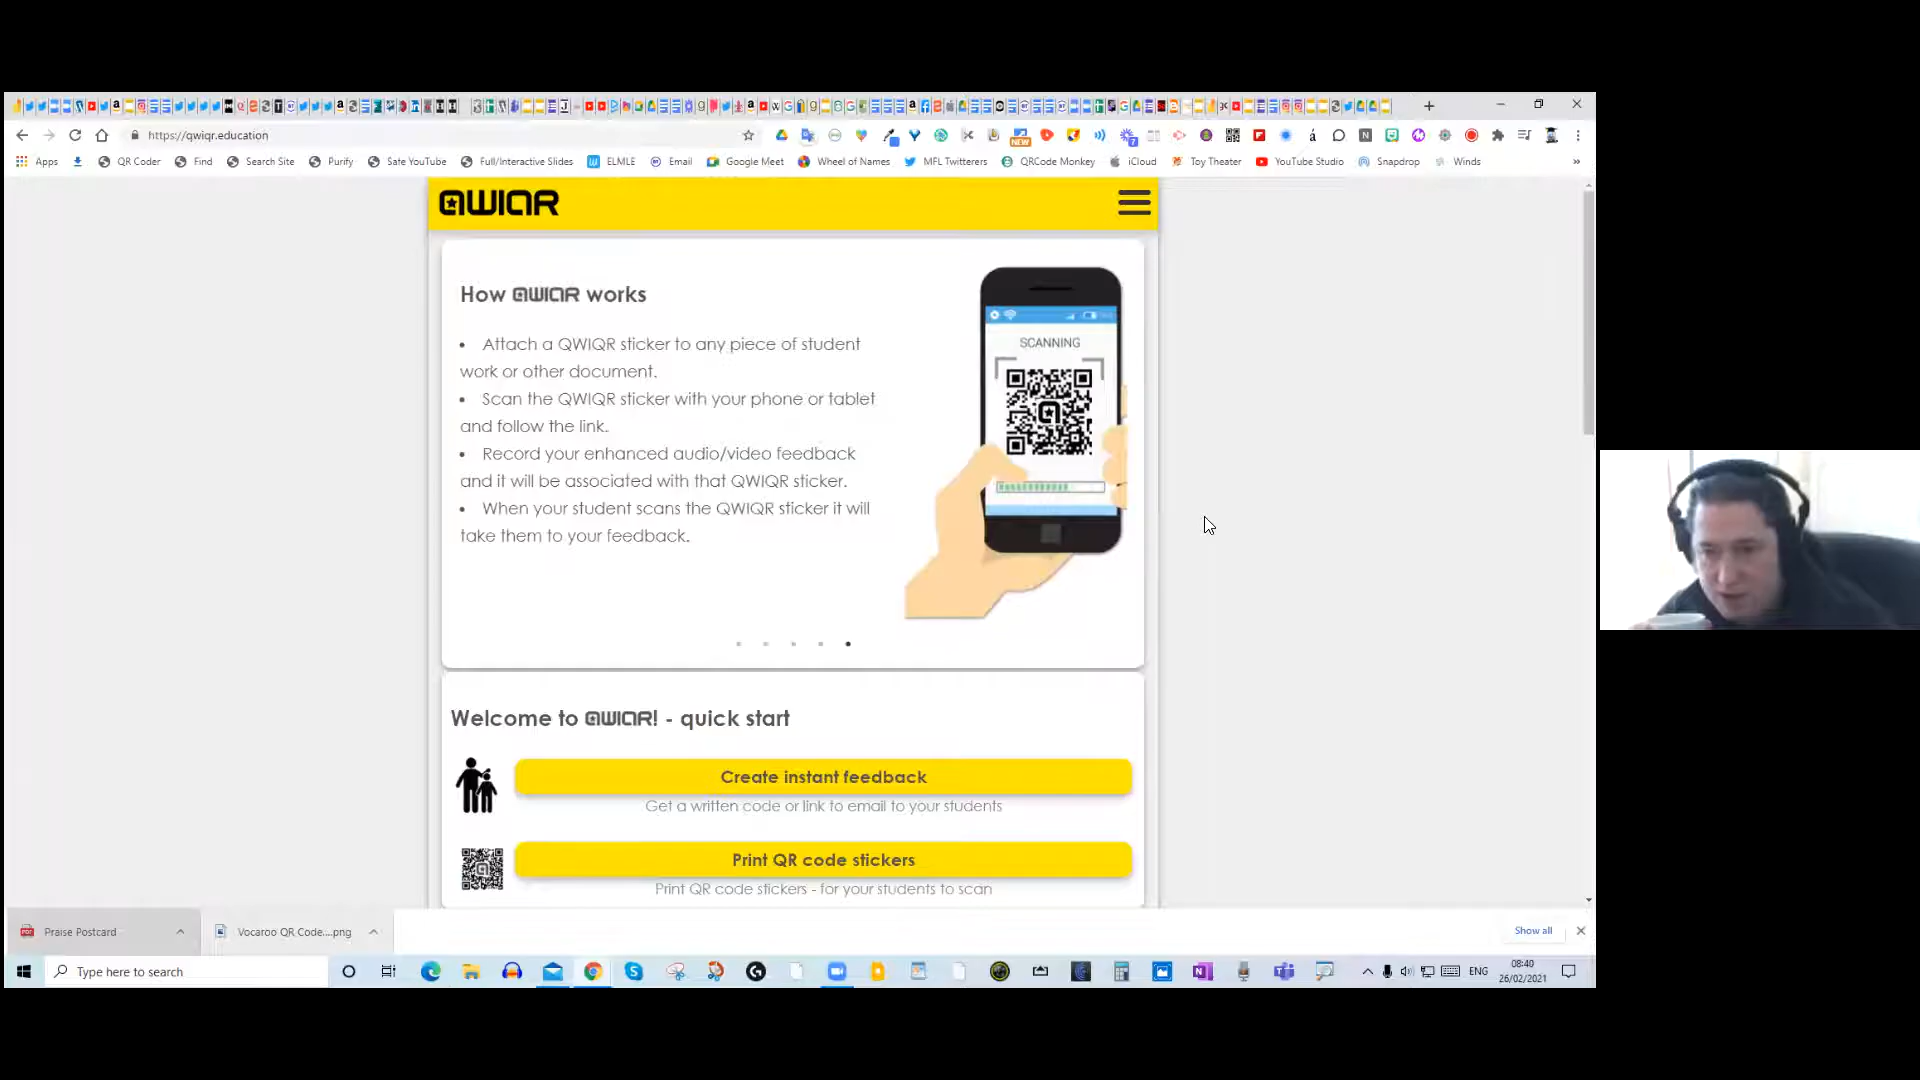 https://qwiqr.education
Apps QR Coder Find Search Site Purify Safe YouTube Full/Interactive Slides ELMLE Email Google Meet Wheel of Names MFL Twitterers QRCode Monkey iCloud Toy Theater YouTube Studio Snapdrop Winds »
QWIQR
How QWIQR works
SCANNING
• Attach a QWIQR sticker to any piece of student
work or other document.
• Scan the QWIQR sticker with your phone or tablet
and follow the link.
• Record your enhanced audio/video feedback
and it will be associated with that QWIQR sticker.
• When your student scans the QWIQR sticker it will
take them to your feedback.
Welcome to QWIQR! - quick start
Create instant feedback
Get a written code or link to email to your students
Print QR code stickers
Print QR code stickers - for your students to scan
Praise Postcard Vocaroo QR Code....png Show all
Type here to search ENG 08:40
26/02/2021